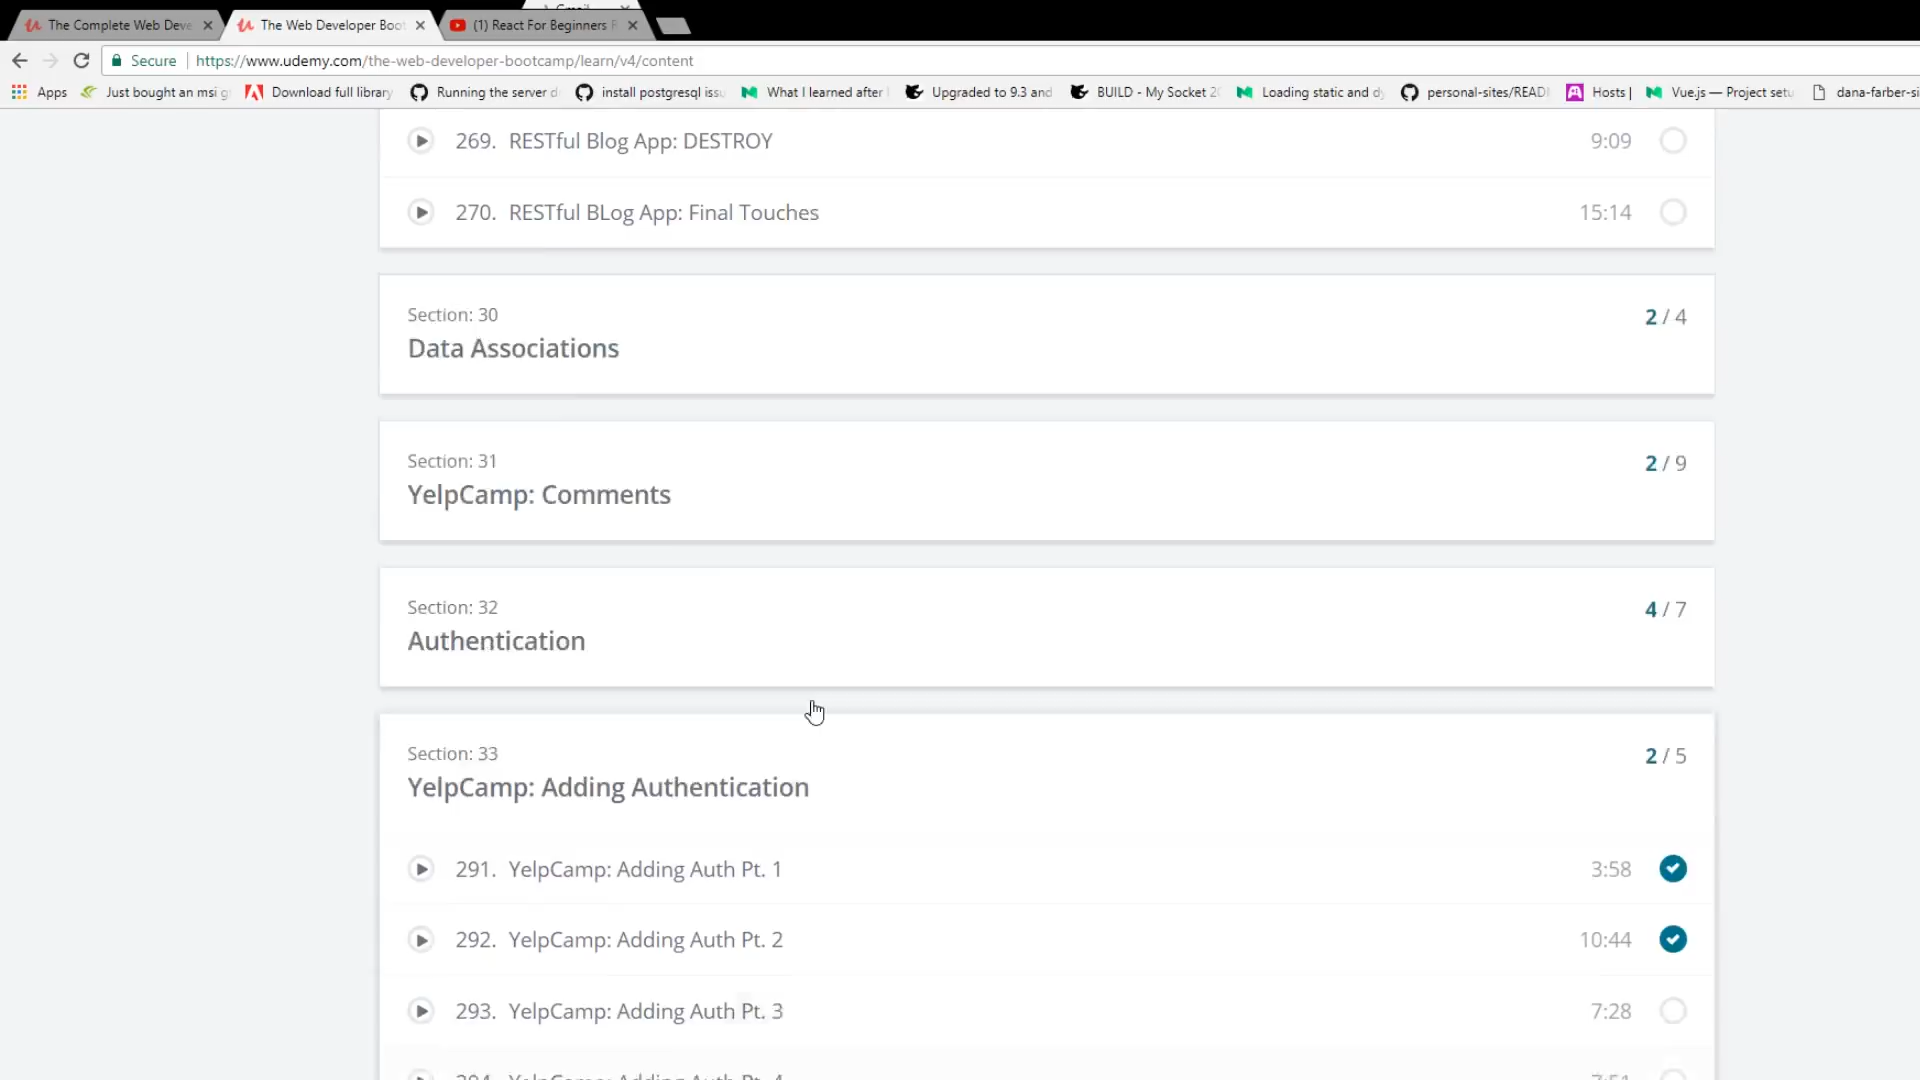 Gmail
The Complete Web Deve
The Web Developer Boot
(1) React For Beginners
Secure
https://www.udemy.com/the-web-developer-bootcamp/learn/v4/content
Apps
Just bought an msi
Download full library
Running the server
install postgresql
What I learned after
Upgraded to 9.3 and
BUILD - My Socket
Loading static and
personal-sites/READ
Hosts |
Vue.js — Project
dana-farber-si
269. RESTful Blog App: DESTROY 9:09
270. RESTful BLog App: Final Touches 15:14
Section: 30
2 / 4
Data Associations
Section: 31
2 / 9
YelpCamp: Comments
Section: 32
4 / 7
Authentication
Section: 33
2 / 5
YelpCamp: Adding Authentication
291. YelpCamp: Adding Auth Pt. 1 3:58
292. YelpCamp: Adding Auth Pt. 2 10:44
293. YelpCamp: Adding Auth Pt. 3 7:28
294. YelpCamp: Adding Auth Pt. 4 7:51